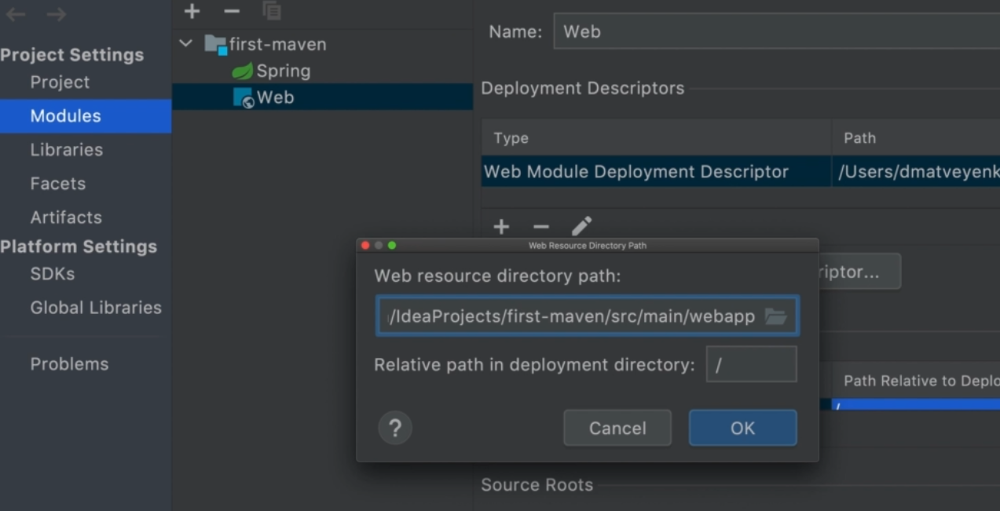 Project Settings
Project
Modules
Libraries
Facets
Artifacts
Platform Settings
SDKs
Global Libraries
Problems
first-maven
Spring
Web
Name: Web
Deployment Descriptors
Type Path
Web Module Deployment Descriptor /Users/dmatveyenk
riptor...
Web Resource Directory Path
Web resource directory path:
/IdeaProjects/first-maven/src/main/webapp
Relative path in deployment directory: /
? Cancel OK
Path Relative to Deplo
/
Source Roots